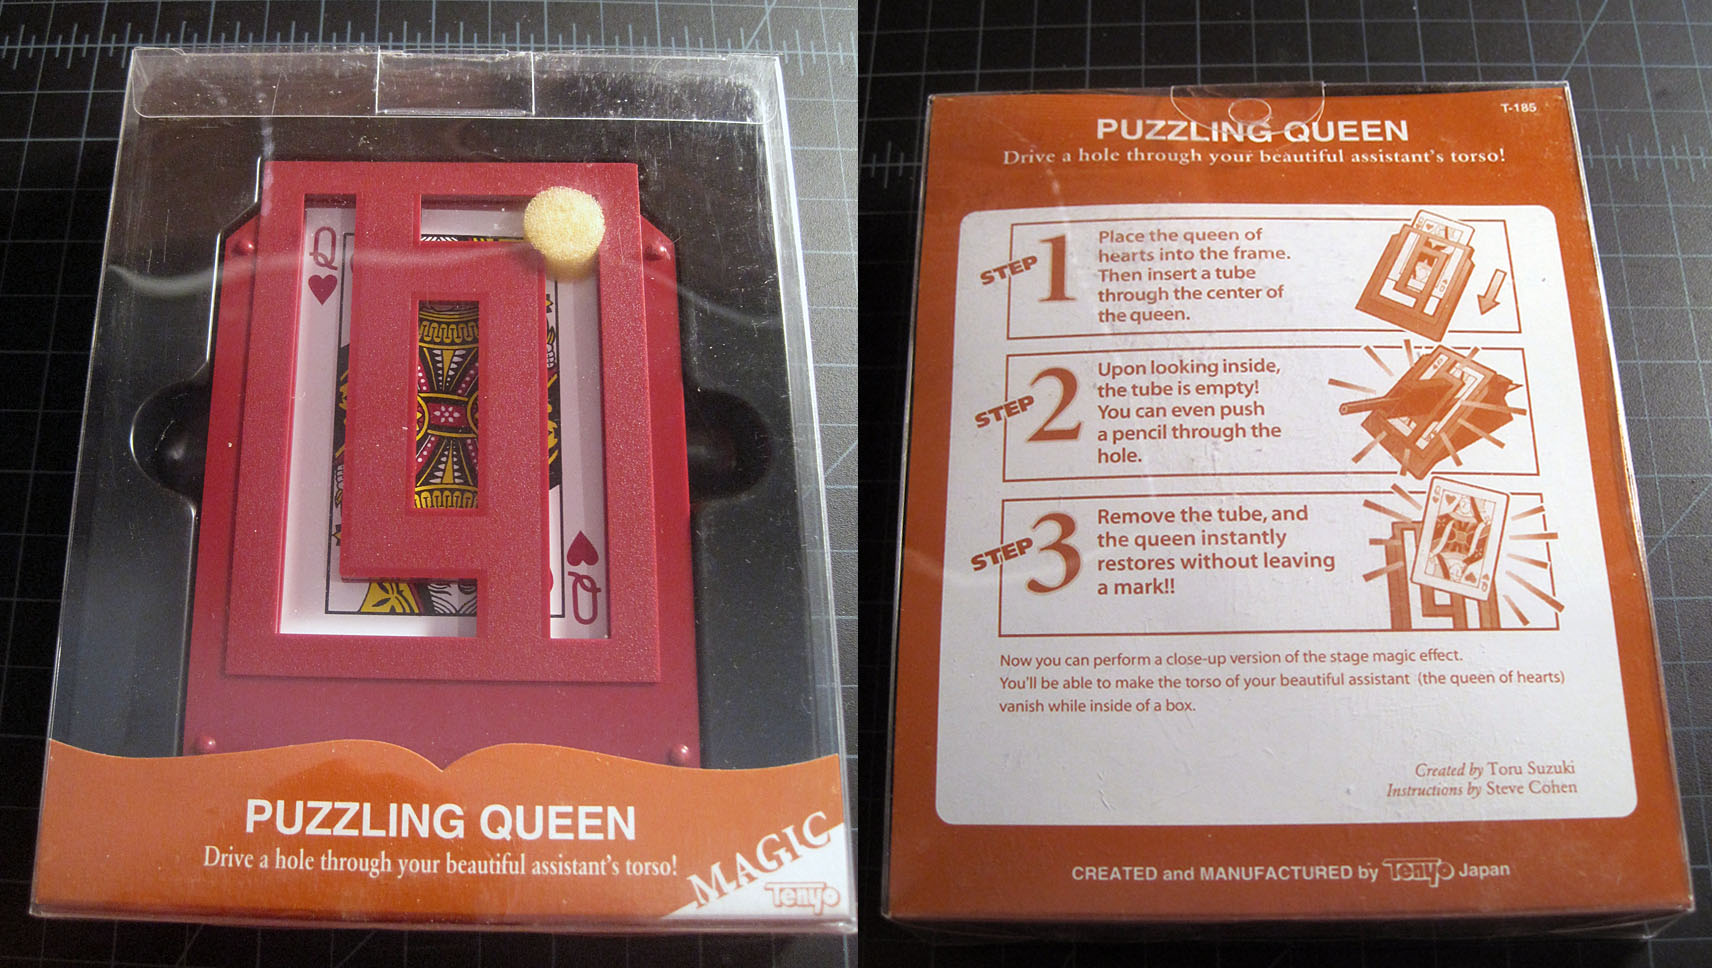 Q
Q
PUZZLING QUEEN
Drive a hole through your beautiful assistant's torso!
MAGIC
Tenyo
T-185
PUZZLING QUEEN
Drive a hole through your beautiful assistant's torso!
STEP 1
Place the queen of
hearts into the frame.
Then insert a tube
through the center of
the queen.
STEP 2
Upon looking inside,
the tube is empty!
You can even push
a pencil through the
hole.
STEP 3
Remove the tube, and
the queen instantly
restores without leaving
a mark!!
Now you can perform a close-up version of the stage magic effect.
You'll be able to make the torso of your beautiful assistant (the queen of hearts)
vanish while inside of a box.
Created by Toru Suzuki
Instructions by Steve Cohen
CREATED and MANUFACTURED by Tenyo Japan